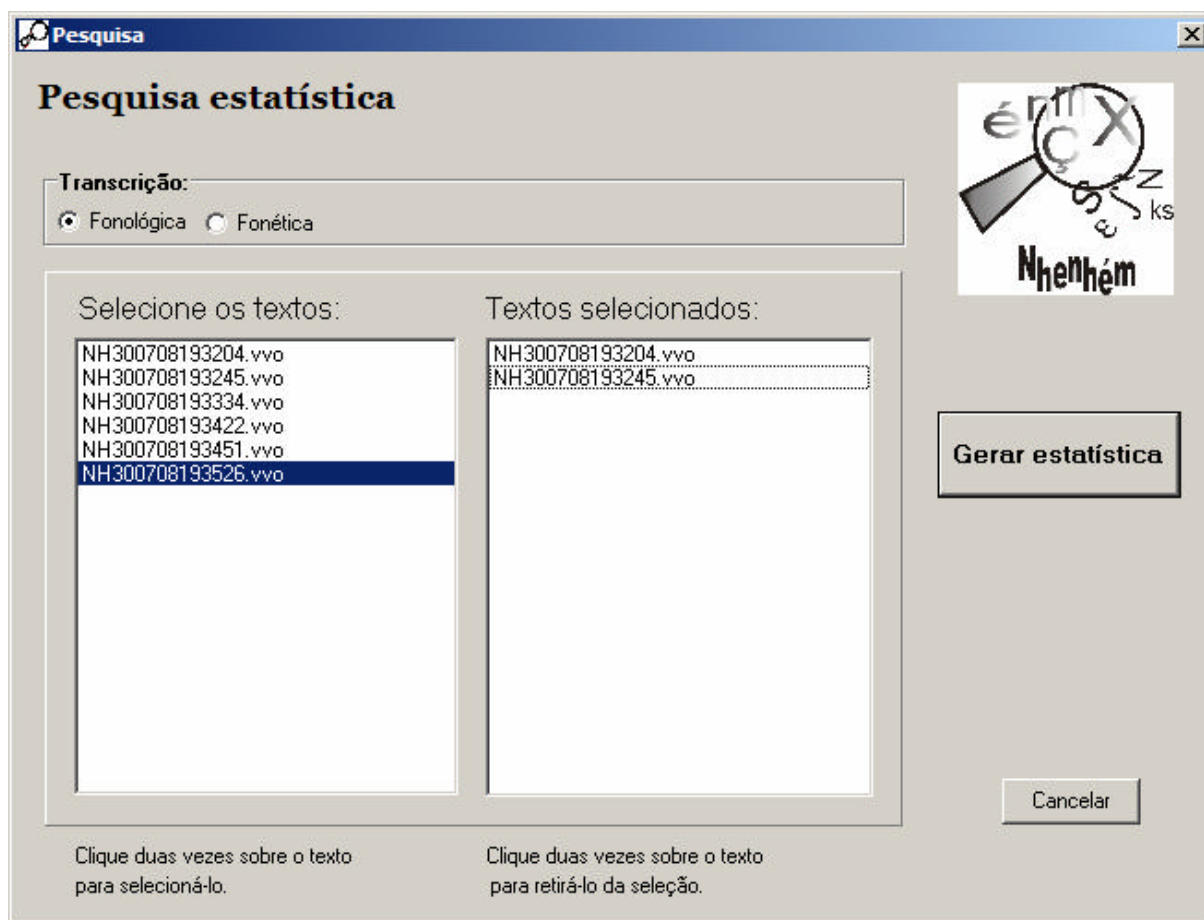 Pesquisa
Pesquisa estatística
Transcrição:
Fonológica Fonética
Selecione os textos:
NH300708193204.vvo
NH300708193245.vvo
NH300708193334.vvo
NH300708193422.vvo
NH300708193451.vvo
NH300708193526.vvo
Clique duas vezes sobre o texto
para selecioná-lo.
Textos selecionados:
NH300708193204.vvo
NH300708193245.vvo
Clique duas vezes sobre o texto
para retirá-lo da seleção.
é n m X
Ç
ks
Nhenhém
Gerar estatística
Cancelar